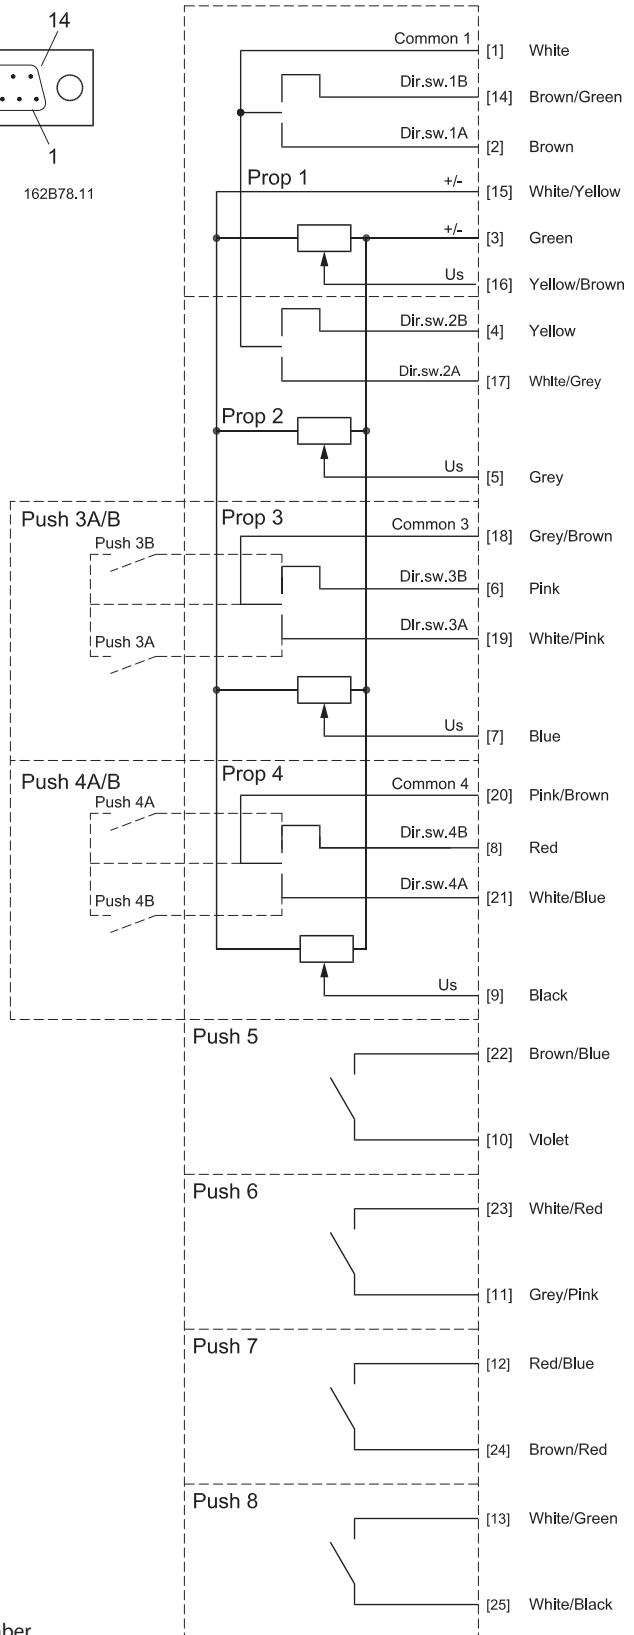 14
1
162B78.11
Common 1 [1] White
Dir.sw.1B [14] Brown/Green
Dir.sw.1A [2] Brown
Prop 1 +/- [15] White/Yellow
+/- [3] Green
Us [16] Yellow/Brown
Dir.sw.2B [4] Yellow
Dir.sw.2A [17] White/Grey
Prop 2
Us [5] Grey
Push 3A/B Prop 3 Common 3 [18] Grey/Brown
Push 3B
Dir.sw.3B [6] Pink
Push 3A Dir.sw.3A [19] White/Pink
Us [7] Blue
Push 4A/B Prop 4 Common 4 [20] Pink/Brown
Push 4A
Dir.sw.4B [8] Red
Push 4B Dir.sw.4A [21] White/Blue
Us [9] Black
Push 5
[22] Brown/Blue
[10] Violet
Push 6
[23] White/Red
[11] Grey/Pink
Push 7
[12] Red/Blue
[24] Brown/Red
Push 8
[13] White/Green
[25] White/Black